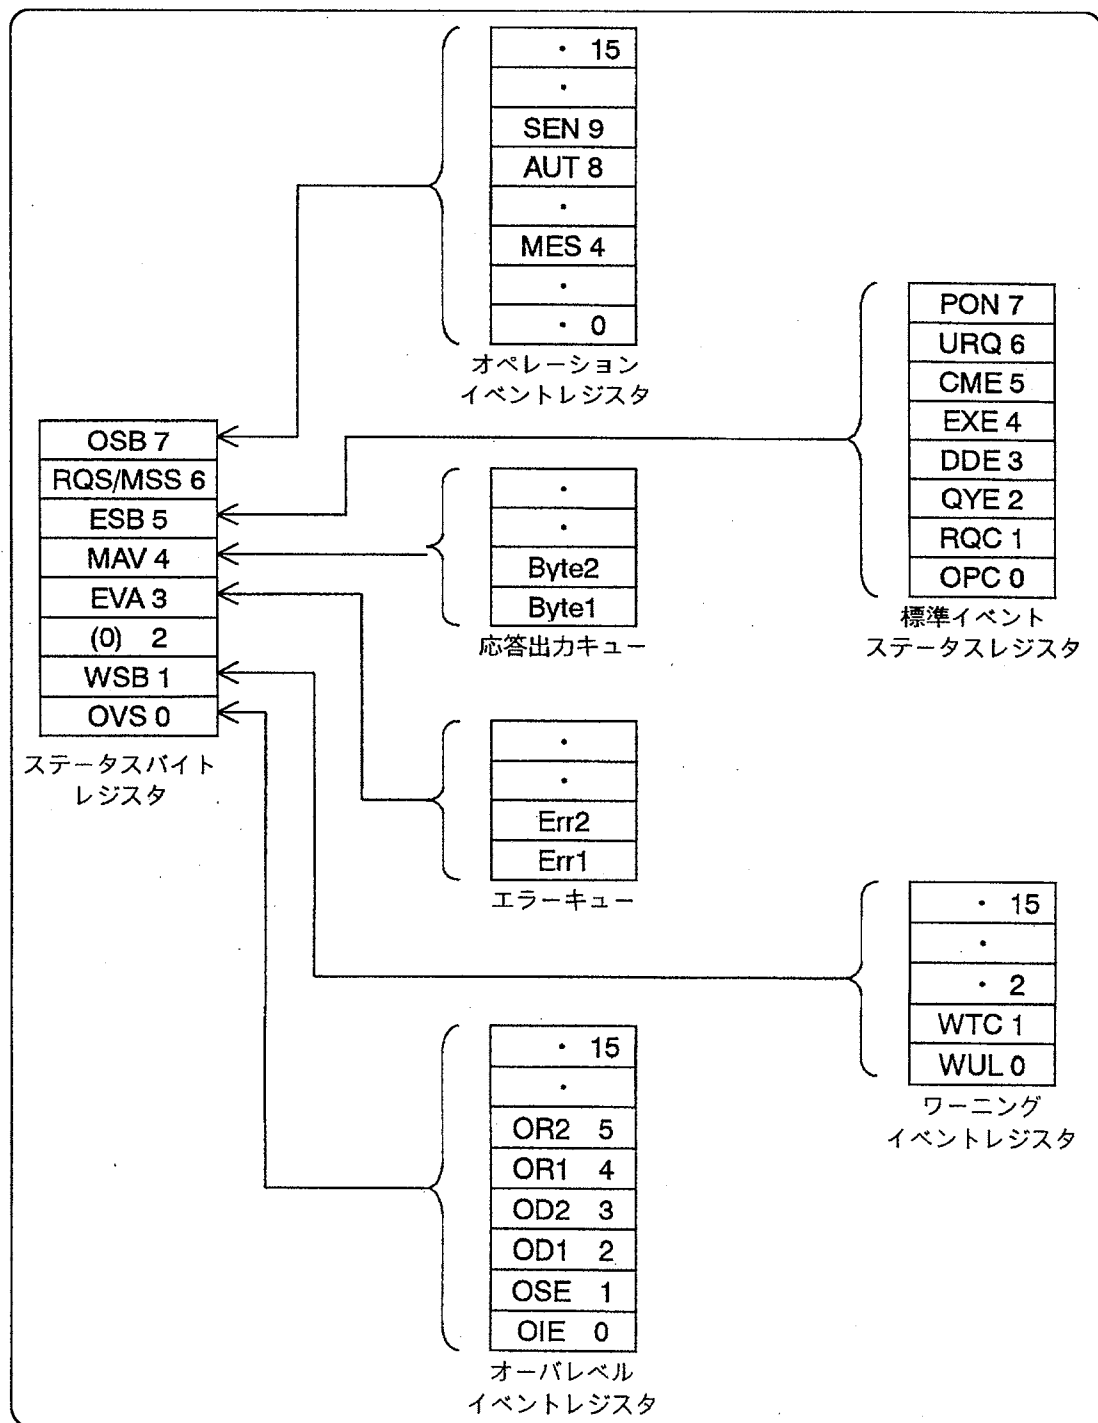 ・ 15
・
SEN 9
AUT 8
・
MES 4
・
・ 0
オペレーション
イベントレジスタ
PON 7
URQ 6
CME 5
EXE 4
DDE 3
QYE 2
RQC 1
OPC 0
標準イベント
ステータスレジスタ
OSB 7
RQS/MSS 6
ESB 5
MAV 4
EVA 3
(0) 2
WSB 1
OVS 0
ステータスバイト
レジスタ
・
・
Byte2
Byte1
応答出力キュー
・
・
Err2
Err1
エラーキュー
・ 15
・
・ 2
WTC 1
WUL 0
ワーニング
イベントレジスタ
・ 15
・
OR2 5
OR1 4
OD2 3
OD1 2
OSE 1
OIE 0
オーバレベル
イベントレジスタ